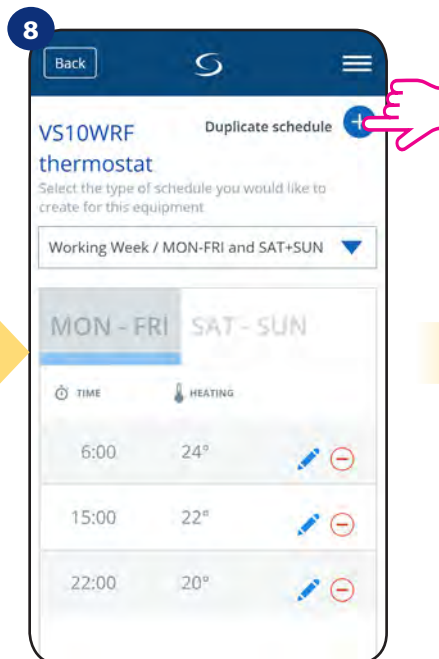 8
Back
VS10WRF
thermostat
Duplicate schedule
Select the type of schedule you would like to
create for this equipment
Working Week / MON-FRI and SAT+SUN
MON - FRI SAT - SUN
TIME HEATING
6:00 24°
15:00 22°
22:00 20°